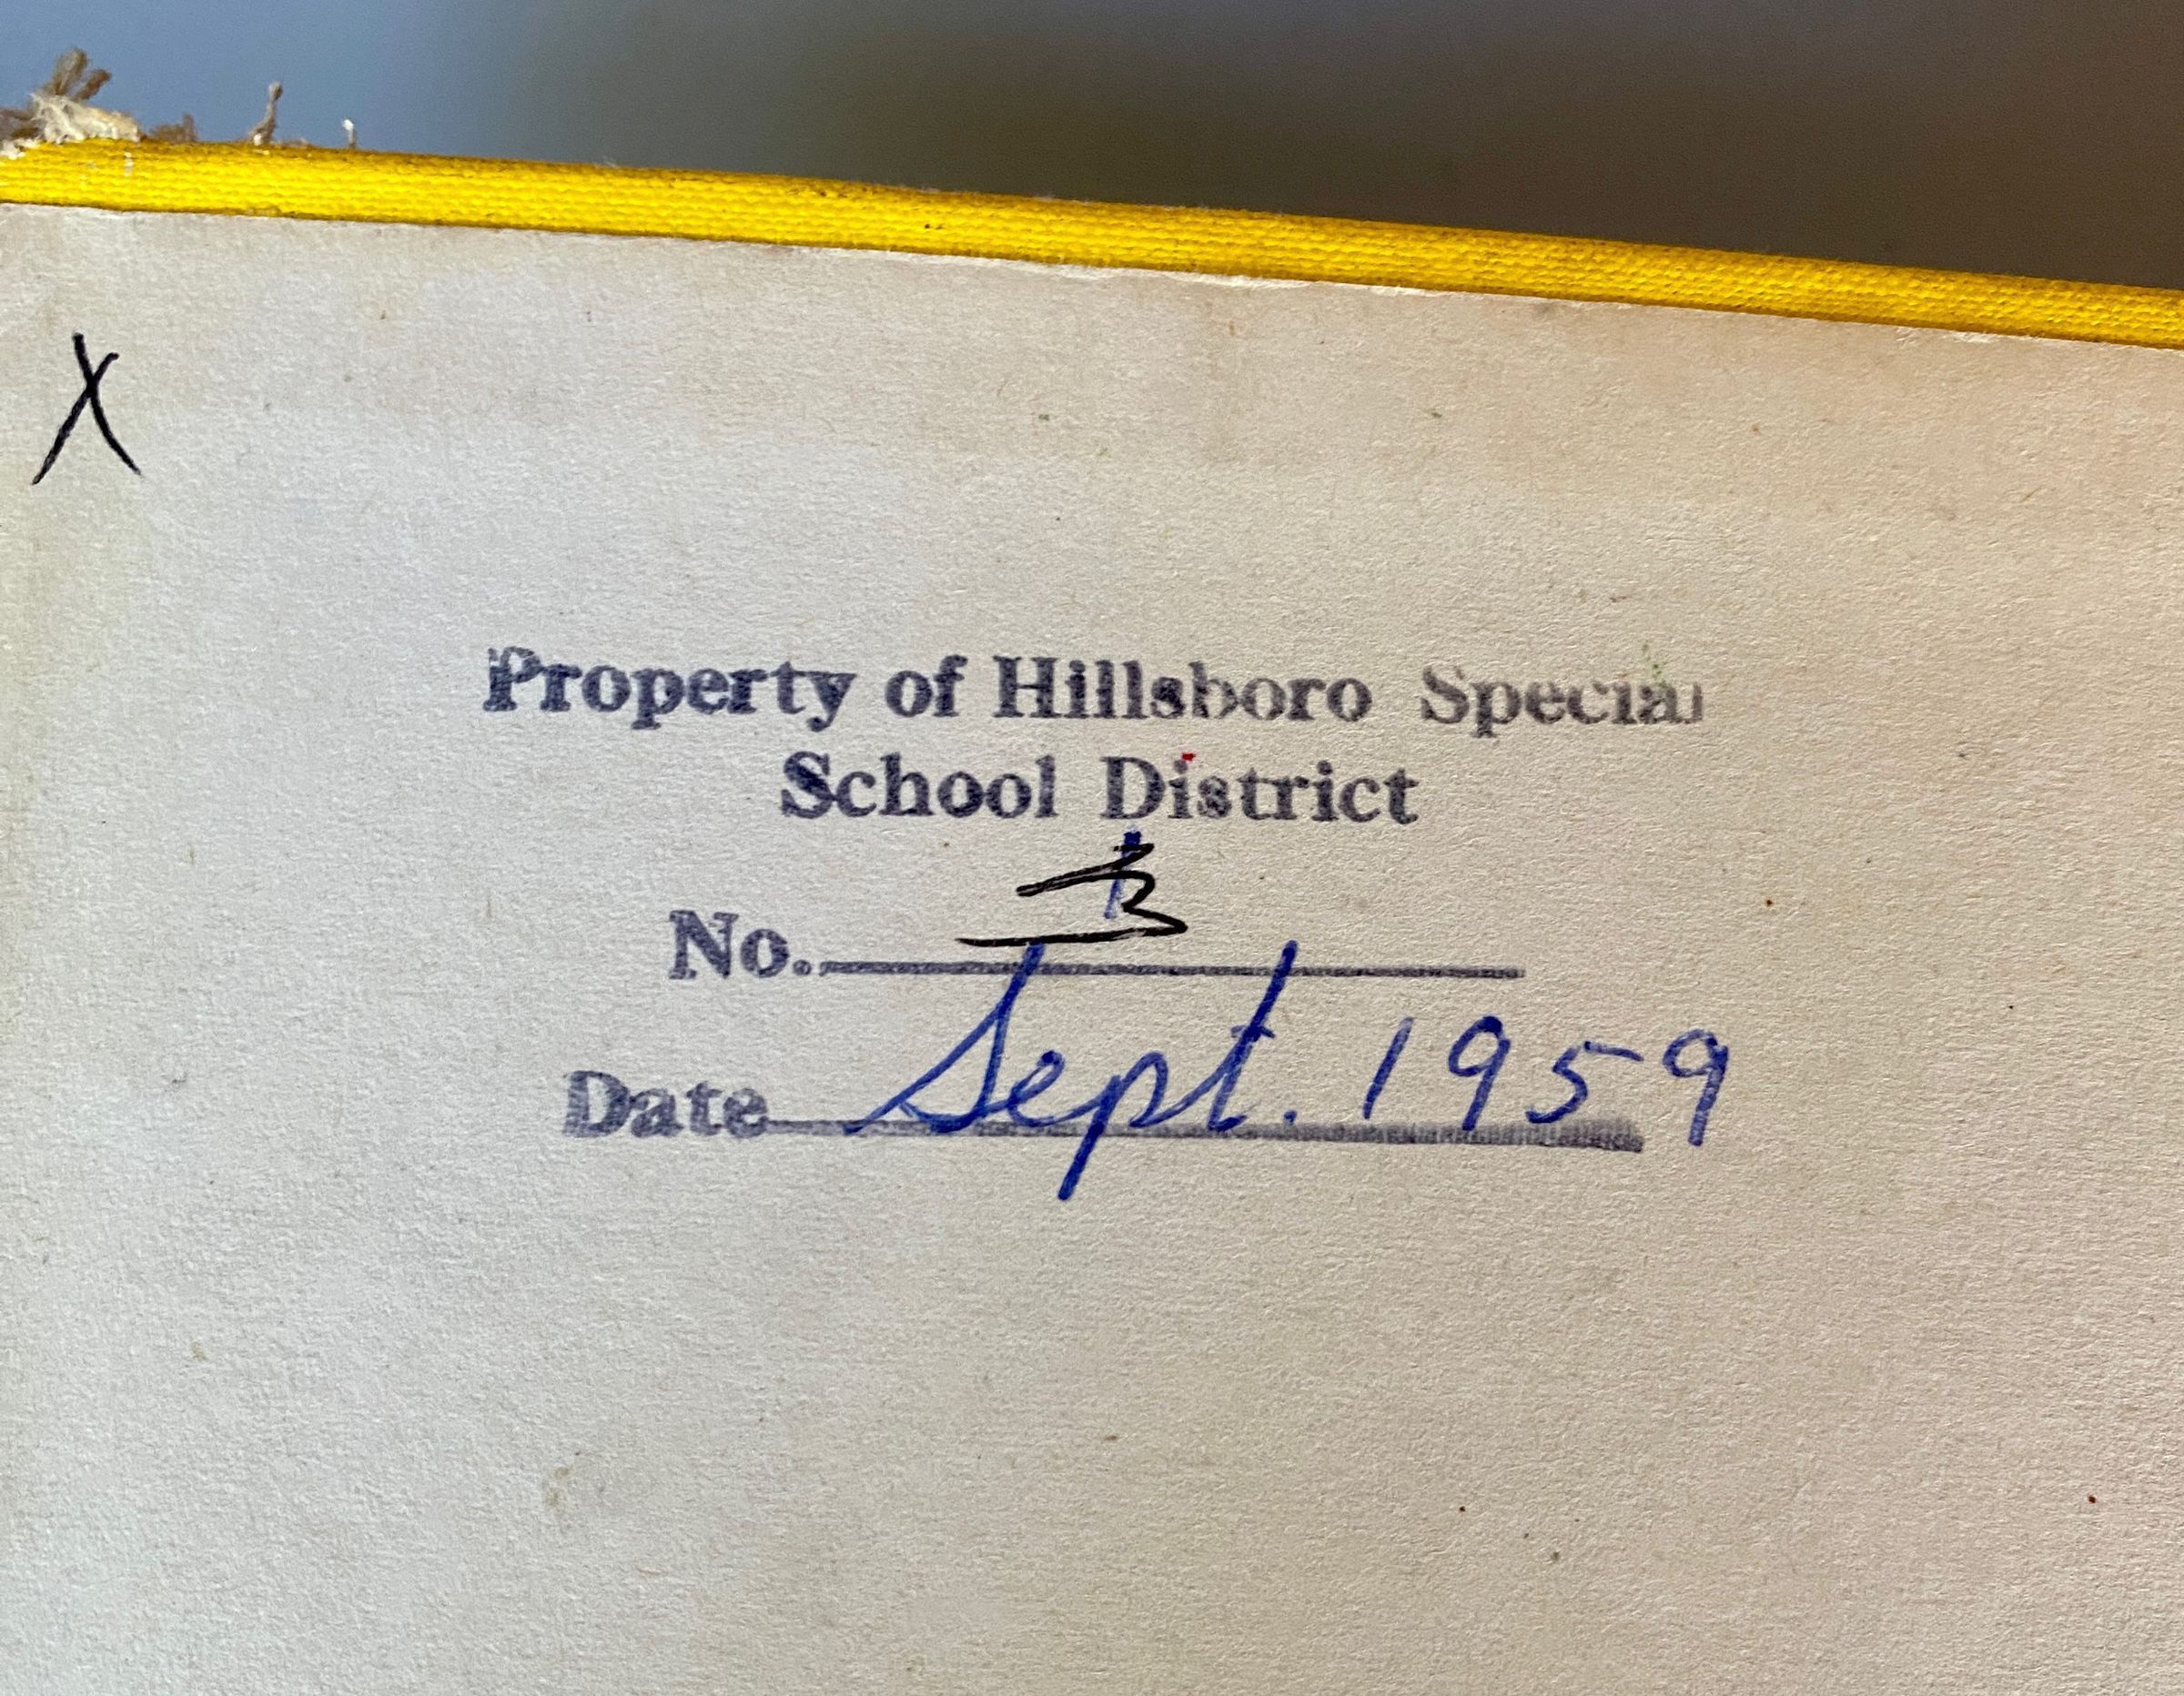 X
Property of Hillsboro Special
School District
No. 3
Date Sept. 1959